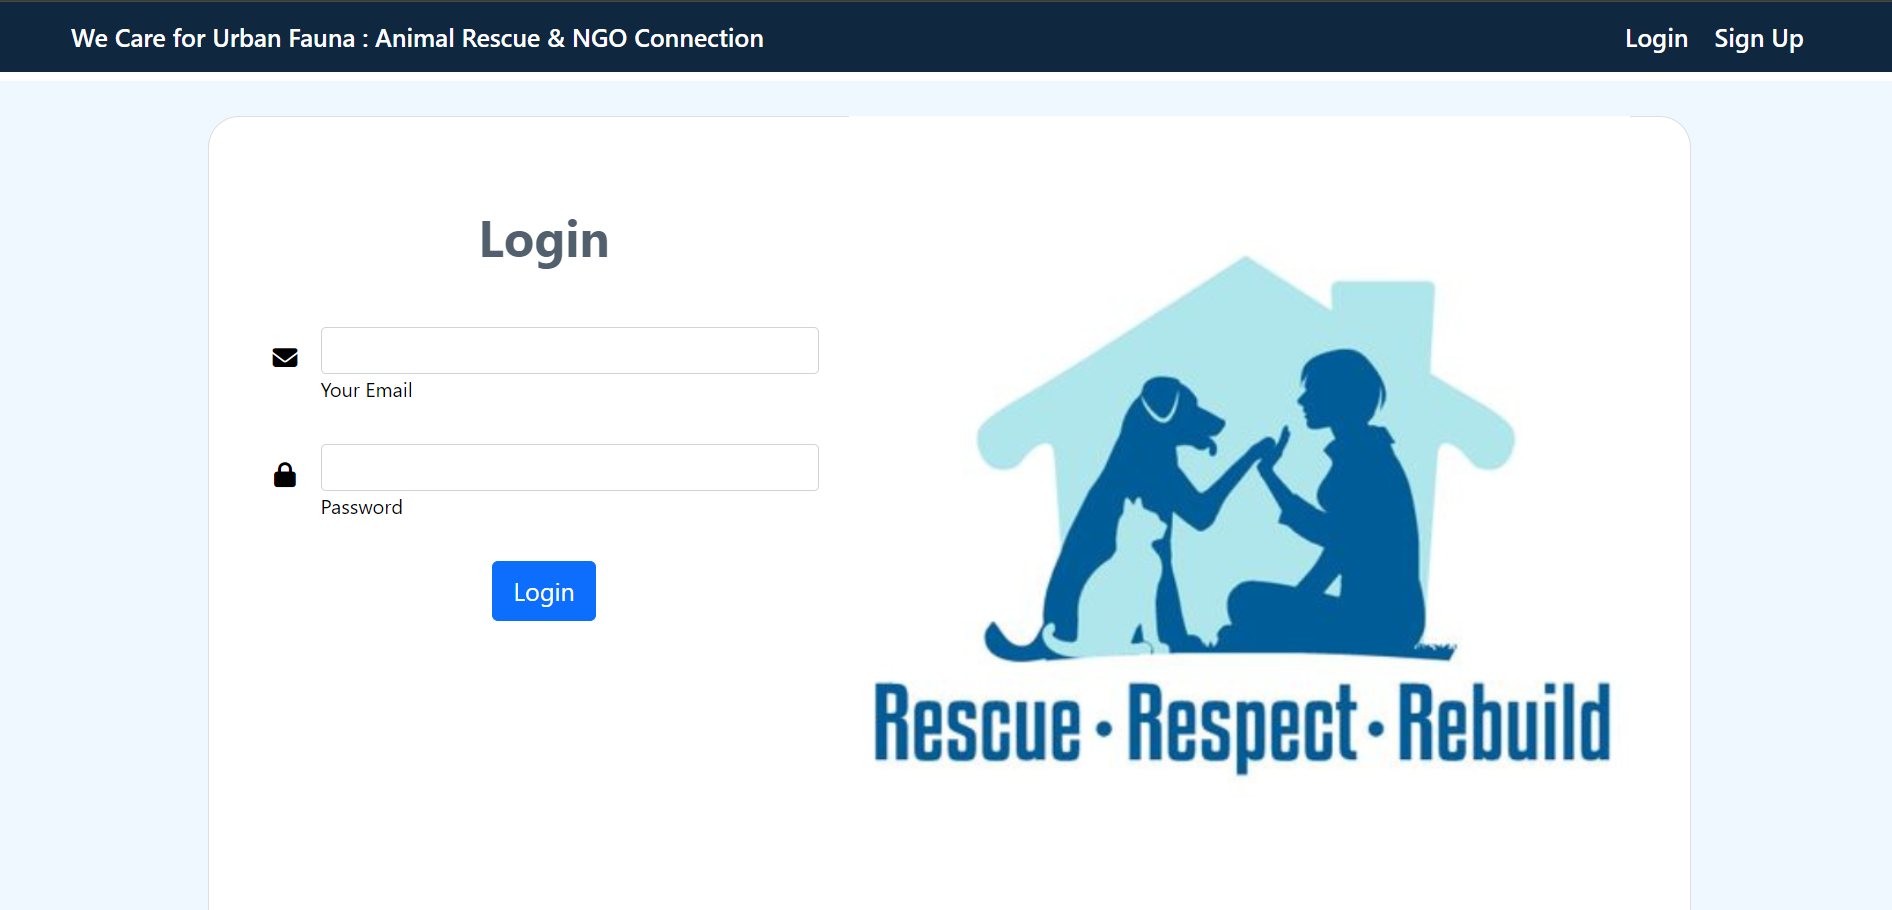 We Care for Urban Fauna : Animal Rescue & NGO Connection
Login Sign Up
Login
Your Email
Password
Login
Rescue • Respect • Rebuild